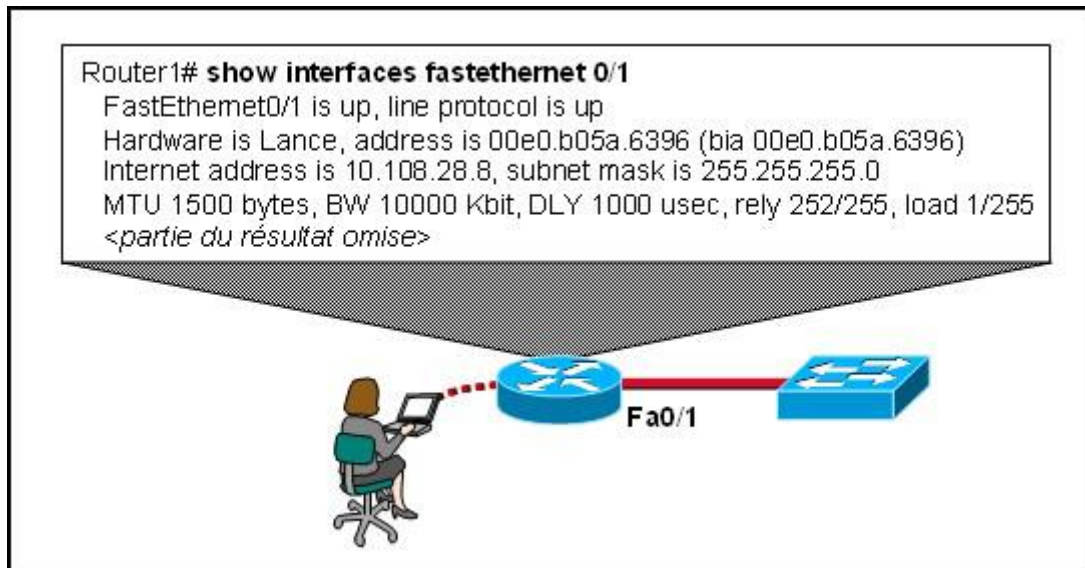 Router1# show interfaces fastethernet 0/1
FastEthernet0/1 is up, line protocol is up
Hardware is Lance, address is 00e0.b05a.6396 (bia 00e0.b05a.6396)
Internet address is 10.108.28.8, subnet mask is 255.255.255.0
MTU 1500 bytes, BW 10000 Kbit, DLY 1000 usec, rely 252/255, load 1/255
<partie du résultat omise>
Fa0/1